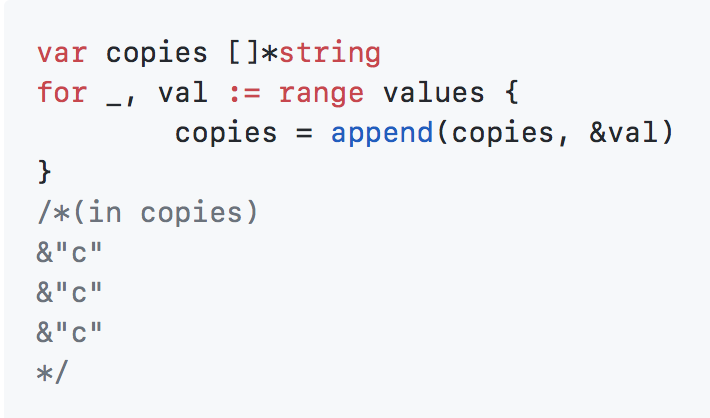 var copies []*string
for _, val := range values {
        copies = append(copies, &val)
}
/*(in copies)
&"c"
&"c"
&"c"
*/